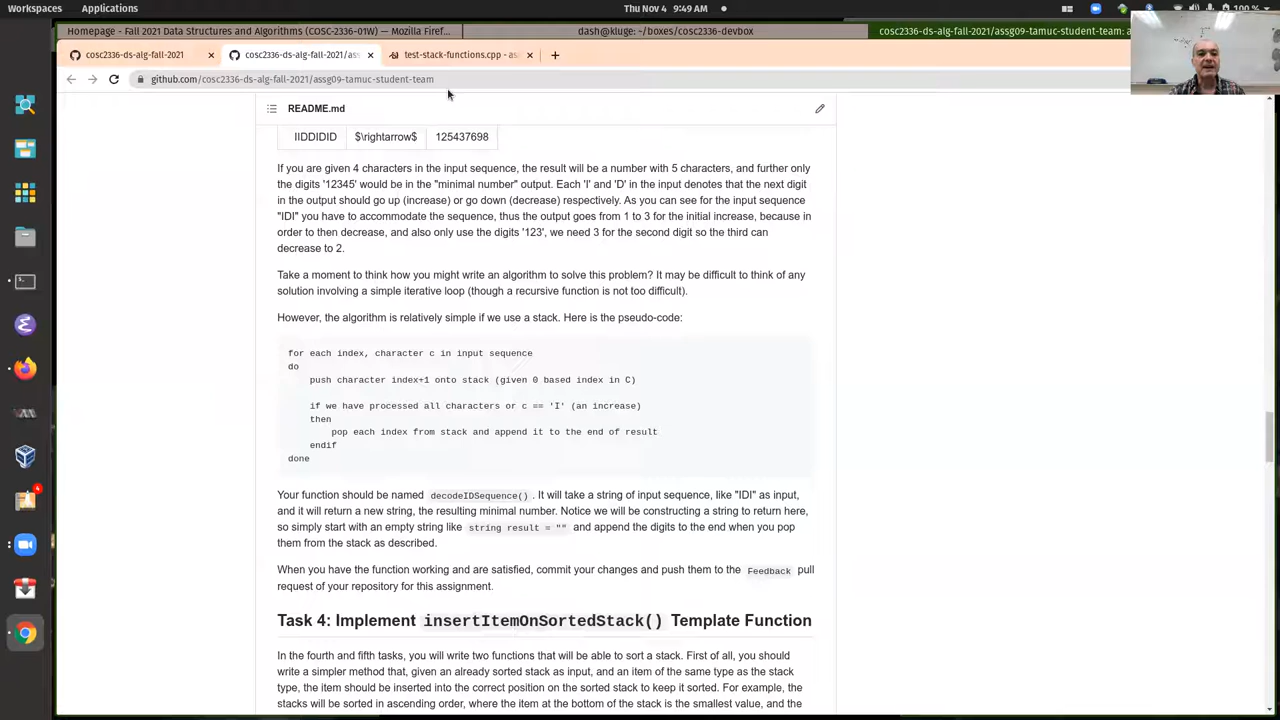 Workspaces Applications Thu Nov 4 9:49 AM 100 %
Homepage - Fall 2021 Data Structures and Algorithms (COSC-2336-01W) — Mozilla Firef... dash@kluge: ~/boxes/cosc2336-devbox cosc2336-ds-alg-fall-2021/assg09-tamuc-student-team: a
cosc2336-ds-alg-fall-2021 cosc2336-ds-alg-fall-2021/ass test-stack-functions.cpp - as
github.com/cosc2336-ds-alg-fall-2021/assg09-tamuc-student-team
README.md
IIDDIDID $\rightarrow$ 125437698
If you are given 4 characters in the input sequence, the result will be a number with 5 characters, and further only
the digits '12345' would be in the "minimal number" output. Each 'I' and 'D' in the input denotes that the next digit
in the output should go up (increase) or go down (decrease) respectively. As you can see for the input sequence
"IDI" you have to accommodate the sequence, thus the output goes from 1 to 3 for the initial increase, because in
order to then decrease, and also only use the digits '123', we need 3 for the second digit so the third can
decrease to 2.
Take a moment to think how you might write an algorithm to solve this problem? It may be difficult to think of any
solution involving a simple iterative loop (though a recursive function is not too difficult).
However, the algorithm is relatively simple if we use a stack. Here is the pseudo-code:
for each index, character c in input sequence
do
push character index+1 onto stack (given 0 based index in C)
if we have processed all characters or c == 'I' (an increase)
then
pop each index from stack and append it to the end of result
endif
done
Your function should be named decodeIDSequence() . It will take a string of input sequence, like "IDI" as input,
and it will return a new string, the resulting minimal number. Notice we will be constructing a string to return here,
so simply start with an empty string like string result = "" and append the digits to the end when you pop
them from the stack as described.
When you have the function working and are satisfied, commit your changes and push them to the Feedback pull
request of your repository for this assignment.
Task 4: Implement insertItemOnSortedStack() Template Function
In the fourth and fifth tasks, you will write two functions that will be able to sort a stack. First of all, you should
write a simpler method that, given an already sorted stack as input, and an item of the same type as the stack
type, the item should be inserted into the correct position on the sorted stack to keep it sorted. For example, the
stacks will be sorted in ascending order, where the item at the bottom of the stack is the smallest value, and the
4